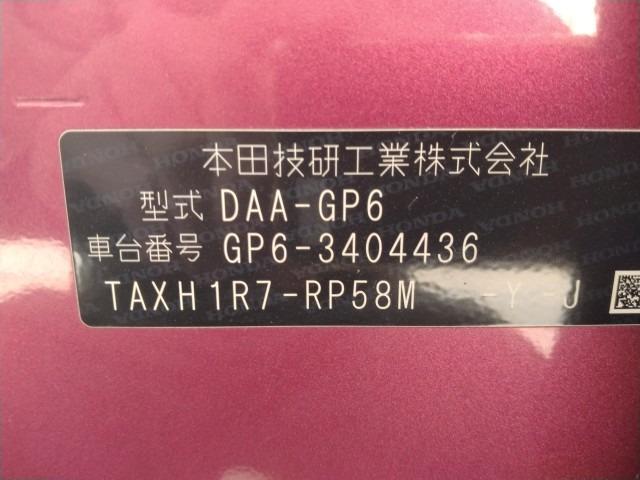 本田技研工業株式会社
型式 DAA-GP6
車台番号 GP6-3404436
TAXH1R7-RP58M -Y J